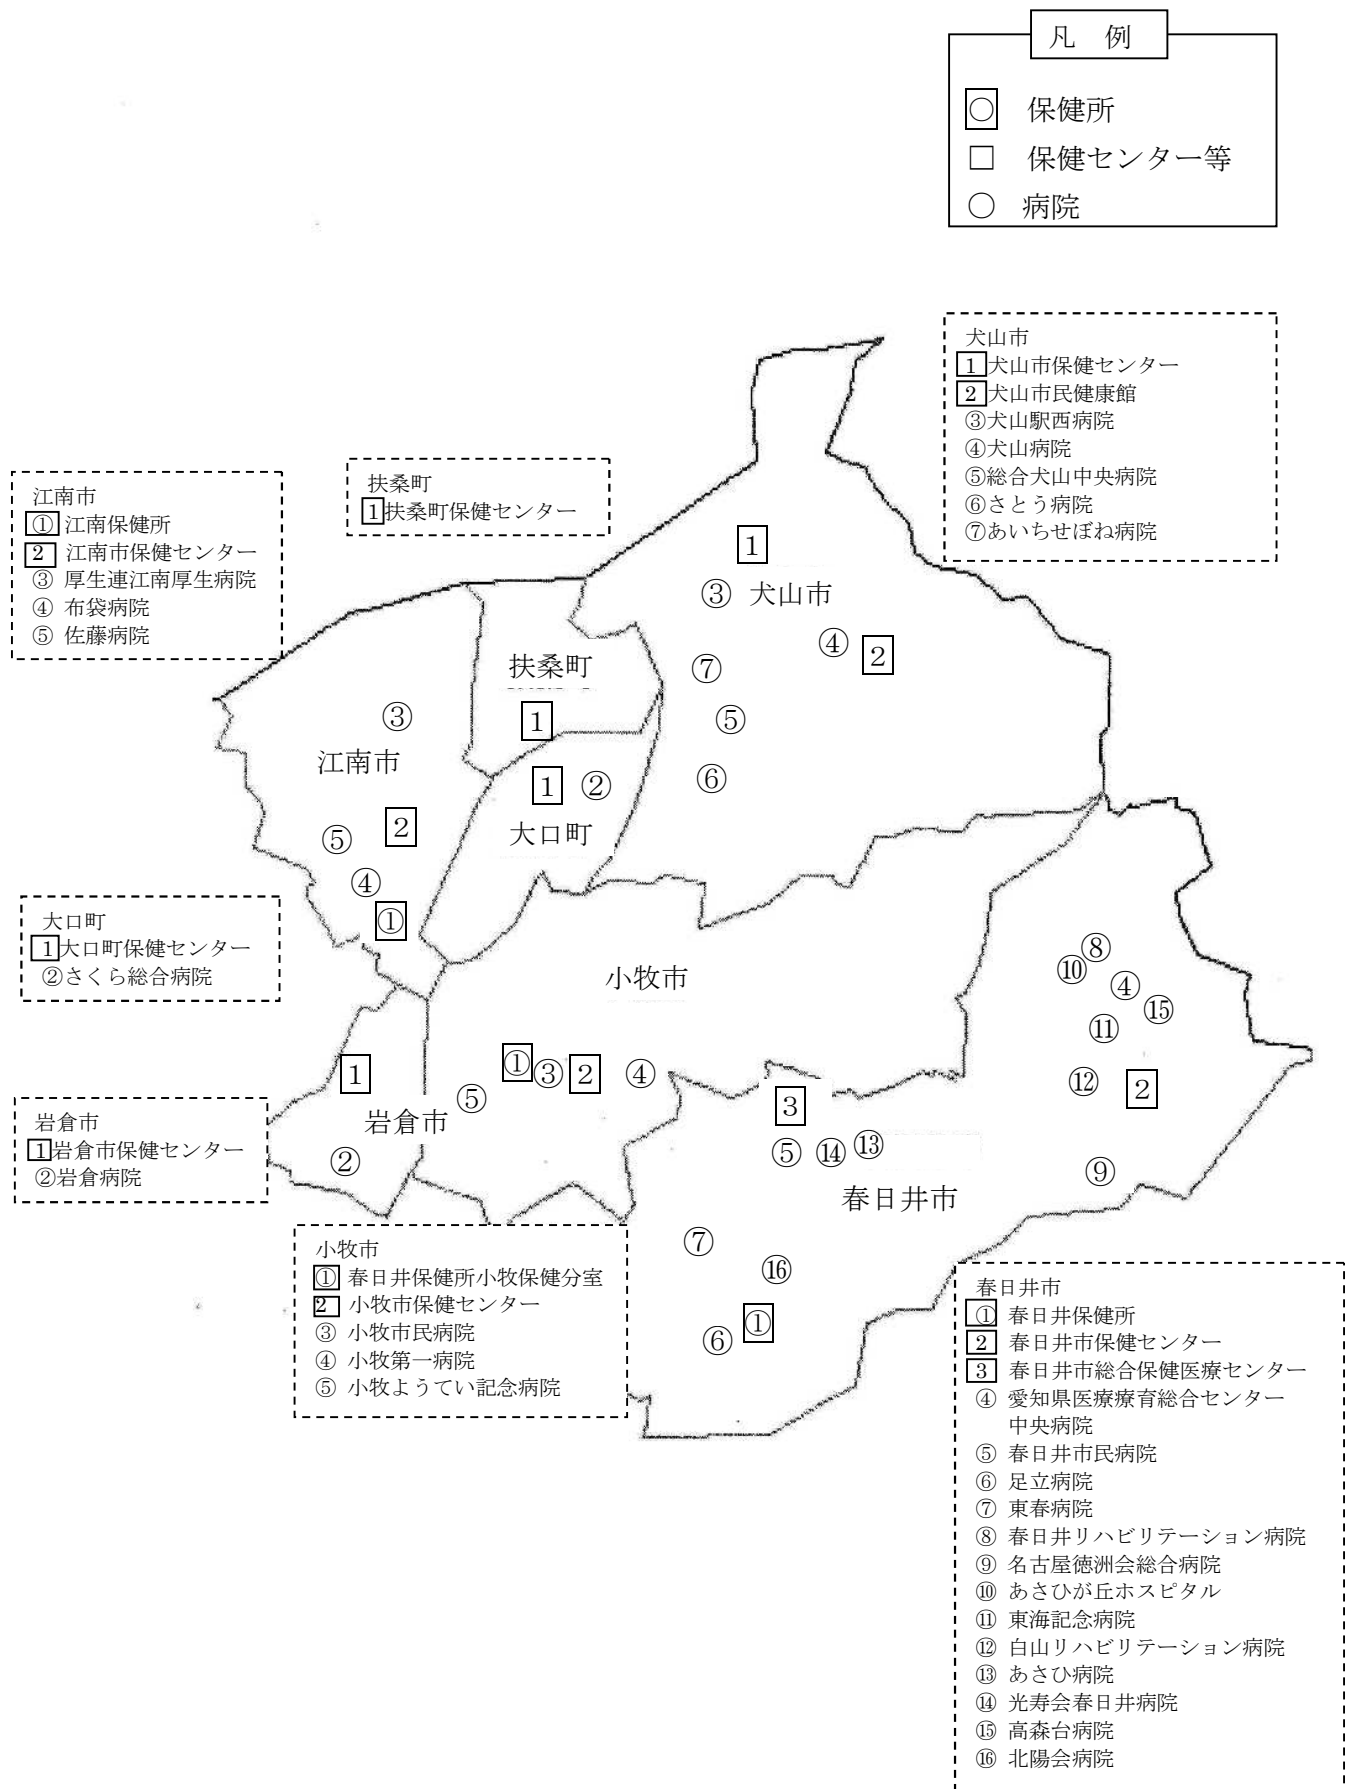 凡 例
○ 保健所
□ 保健センター等
○ 病院
犬山市
1 犬山市保健センター
2 犬山市民健康館
③犬山駅西病院
④犬山病院
⑤総合犬山中央病院
⑥さとう病院
⑦あいちせぼね病院
扶桑町
1 扶桑町保健センター
江南市
① 江南保健所
2 江南市保健センター
③ 厚生連江南厚生病院
④ 布袋病院
⑤ 佐藤病院
1
③ 犬山市
④ 2
⑦
⑤
⑥
扶桑町
1
③
江南市
2
⑤
④
①
1 ②
大口町
大口町
1 大口町保健センター
②さくら総合病院
小牧市
① ③ 2 ④
⑤
1
岩倉市
②
岩倉市
1 岩倉市保健センター
②岩倉病院
⑧
⑩
④
⑮
⑪
⑫ 2
3
⑤ ⑭ ⑬
⑨
春日井市
⑦
⑯
⑥ ①
小牧市
① 春日井保健所小牧保健分室
2 小牧市保健センター
③ 小牧市民病院
④ 小牧第一病院
⑤ 小牧ようてい記念病院
春日井市
① 春日井保健所
2 春日井市保健センター
3 春日井市総合保健医療センター
④ 愛知県医療療育総合センター
中央病院
⑤ 春日井市民病院
⑥ 足立病院
⑦ 東春病院
⑧ 春日井リハビリテーション病院
⑨ 名古屋徳洲会総合病院
⑩ あさひが丘ホスピタル
⑪ 東海記念病院
⑫ 白山リハビリテーション病院
⑬ あさひ病院
⑭ 光寿会春日井病院
⑮ 高森台病院
⑯ 北陽会病院